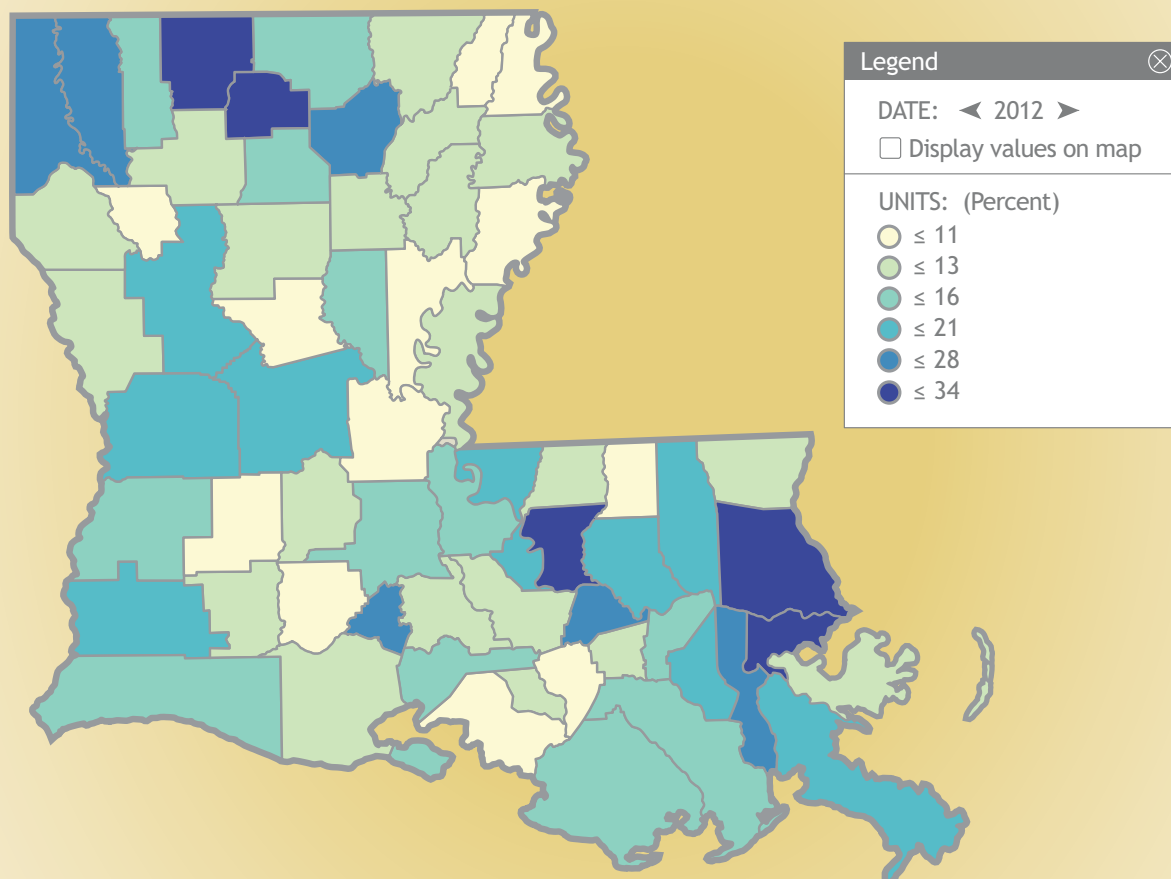 Legend
DATE: 2012
Display values on map
UNITS: (Percent)
≤ 11
≤ 13
≤ 16
≤ 21
≤ 28
≤ 34